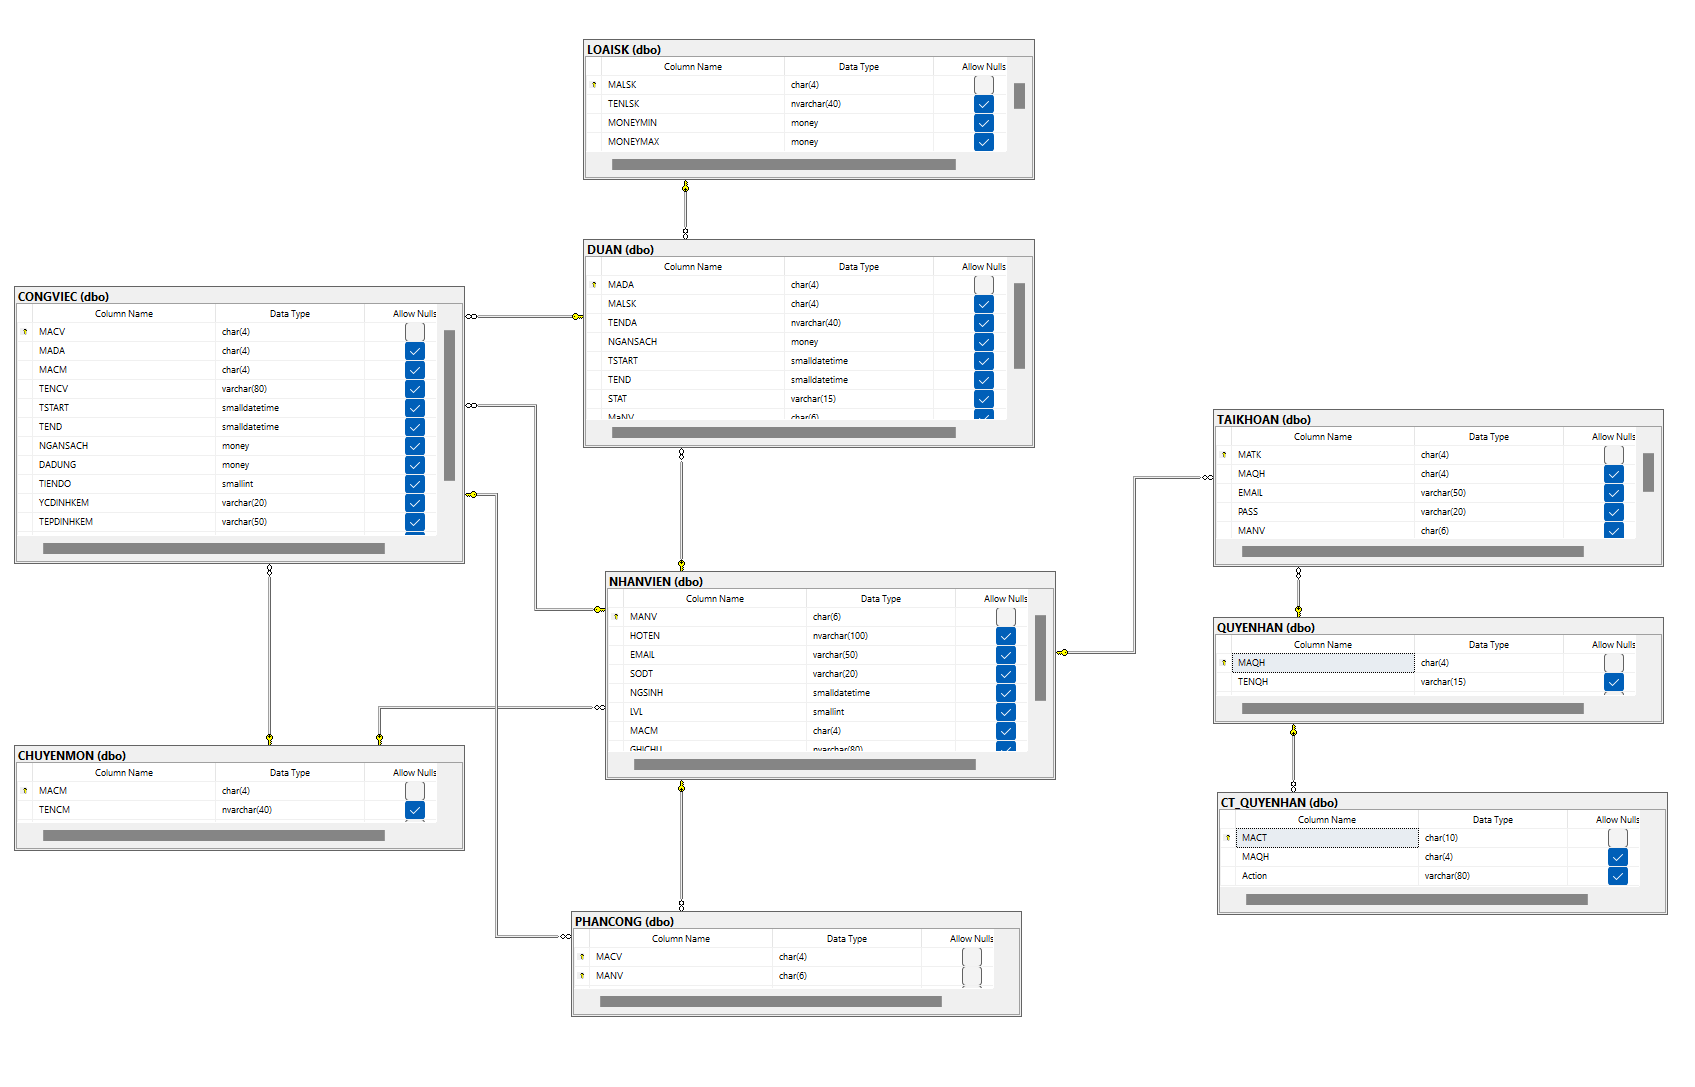 LOAISK (dbo)
Column Name Data Type Allow Nulls
MALSK char(4)
TENLSK nvarchar(40)
MONEYMIN money
MONEYMAX money
DUAN (dbo)
Column Name Data Type Allow Nulls
MADA char(4)
MALSK char(4)
TENDA nvarchar(40)
NGANSACH money
TSTART smalldatetime
TEND smalldatetime
STAT varchar(15)
MaNV char(6)
CONGVIEC (dbo)
Column Name Data Type Allow Nulls
MACV char(4)
MADA char(4)
MACM char(4)
TENCV varchar(80)
TSTART smalldatetime
TEND smalldatetime
NGANSACH money
DADUNG money
TIENDO smallint
YCDINHKEM varchar(20)
TEPDINHKEM varchar(50)
TAIKHOAN (dbo)
Column Name Data Type Allow Nulls
MATK char(4)
MAQH char(4)
EMAIL varchar(50)
PASS varchar(20)
MANV char(6)
NHANVIEN (dbo)
Column Name Data Type Allow Nulls
MANV char(6)
HOTEN nvarchar(100)
EMAIL varchar(50)
SODT varchar(20)
NGSINH smalldatetime
LVL smallint
MACM char(4)
GHICHU nvarchar(80)
QUYENHAN (dbo)
Column Name Data Type Allow Nulls
MAQH char(4)
TENQH varchar(15)
CHUYENMON (dbo)
Column Name Data Type Allow Nulls
MACM char(4)
TENCM nvarchar(40)
CT_QUYENHAN (dbo)
Column Name Data Type Allow Nulls
MACT char(10)
MAQH char(4)
Action varchar(80)
PHANCONG (dbo)
Column Name Data Type Allow Nulls
MACV char(4)
MANV char(6)